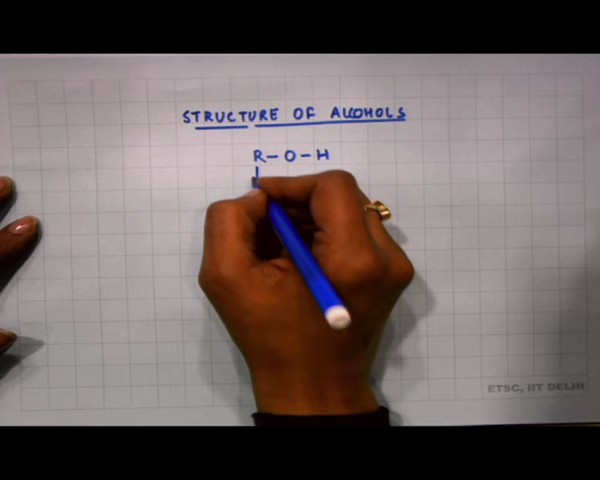 STRUCTURE OF ALCOHOLS
R-O-H
ETSC, IIT DELHI